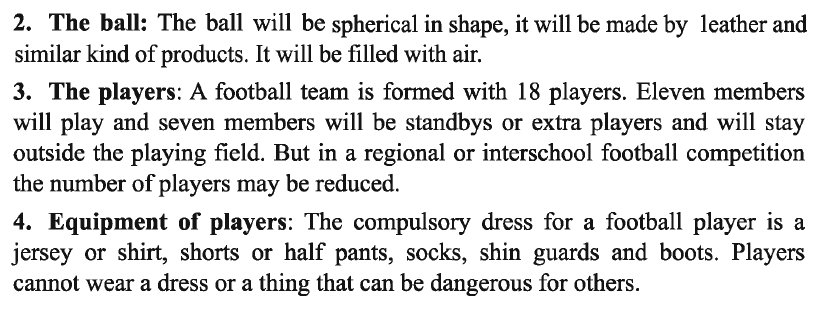 2. The ball: The ball will be spherical in shape, it will be made by leather and
similar kind of products. It will be filled with air.
3. The players: A football team is formed with 18 players. Eleven members
will play and seven members will be standbys or extra players and will stay
outside the playing field. But in a regional or interschool football competition
the number of players may be reduced.
4. Equipment of players: The compulsory dress for a football player is a
jersey or shirt, shorts or half pants, socks, shin guards and boots. Players
cannot wear a dress or a thing that can be dangerous for others.